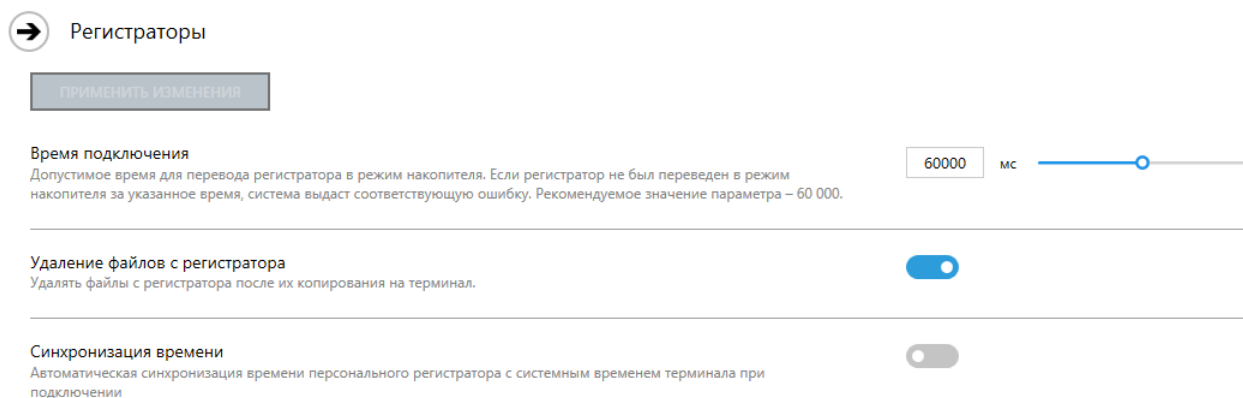 Регистраторы
ПРИМЕНИТЬ ИЗМЕНЕНИЯ
Время подключения
60000 мс
Допустимое время для перевода регистратора в режим накопителя. Если регистратор не был переведен в режим
накопителя за указанное время, система выдаст соответствующую ошибку. Рекомендуемое значение параметра – 60 000.
Удаление файлов с регистратора
Удалять файлы с регистратора после их копирования на терминал.
Синхронизация времени
Автоматическая синхронизация времени персонального регистратора с системным временем терминала при
подключении